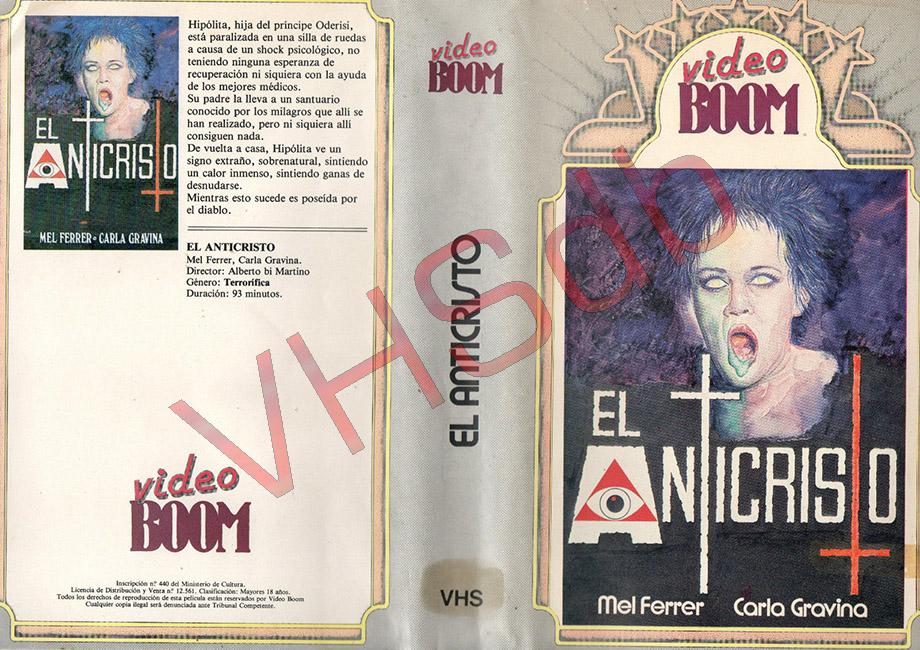 Hipólita, hija del príncipe Oderisi,
está paralizada en una silla de ruedas
a causa de un shock psicológico, no
teniendo ninguna esperanza de
recuperación ni siquiera con la ayuda
de los mejores médicos.
Su padre la lleva a un santuario
conocido por los milagros que allí se
han realizado, pero ni siquiera allí
consiguen nada.
De vuelta a casa, Hipólita ve un
signo extraño, sobrenatural, sintiendo
un calor inmenso, sintiendo ganas de
desnudarse.
Mientras esto sucede es poseída por
el diablo.
EL ANTICRISTO
Mel Ferrer, Carla Gravina.
Director: Alberto bi Martino
Género: Terrorífica
Duración: 93 minutos.
EL
ANTICRISTO
MEL FERRER CARLA GRAVINA
video
BOOM
Inscripción n.º 440 del Ministerio de Cultura.
Licencia de Distribución y Venta n.º 12.561. Clasificación: Mayores 18 años.
Todos los derechos de reproducción de esta película están reservados por Video Boom
Cualquier copia ilegal será denunciada ante Tribunal Competente.
video
BOOM
EL ANTICRISTO
VHS
video
BOOM
EL
ANTICRISTO
Mel Ferrer Carla Gravina
VHSdb